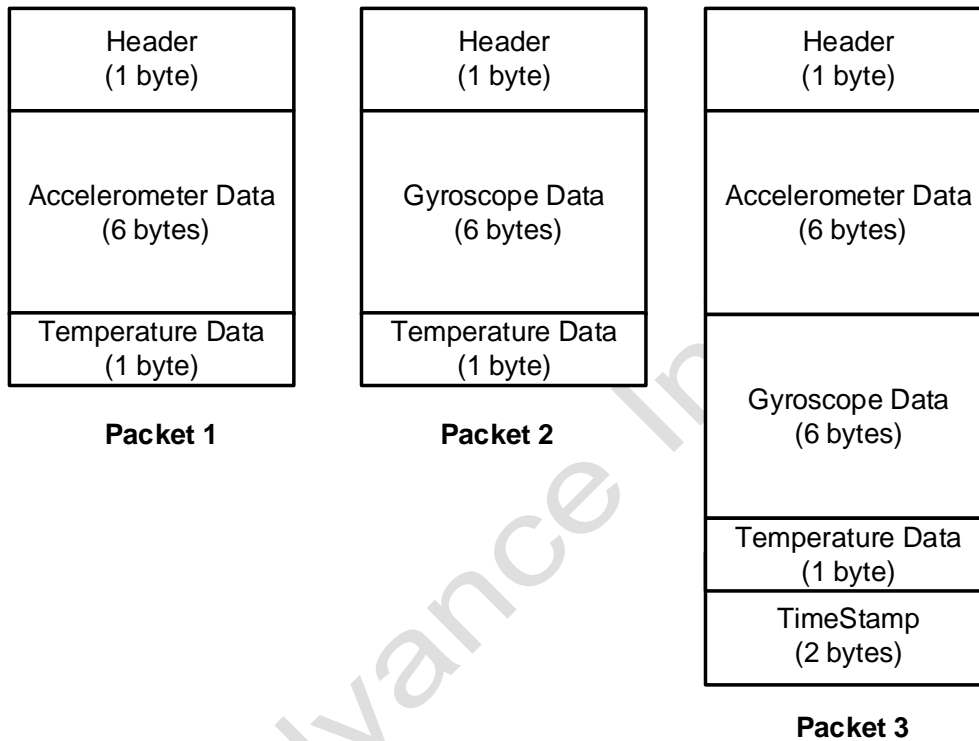 Header
(1 byte)
Accelerometer Data
(6 bytes)
Temperature Data
(1 byte)
Packet 1
Header
(1 byte)
Gyroscope Data
(6 bytes)
Temperature Data
(1 byte)
Packet 2
Header
(1 byte)
Accelerometer Data
(6 bytes)
Gyroscope Data
(6 bytes)
Temperature Data
(1 byte)
TimeStamp
(2 bytes)
Packet 3